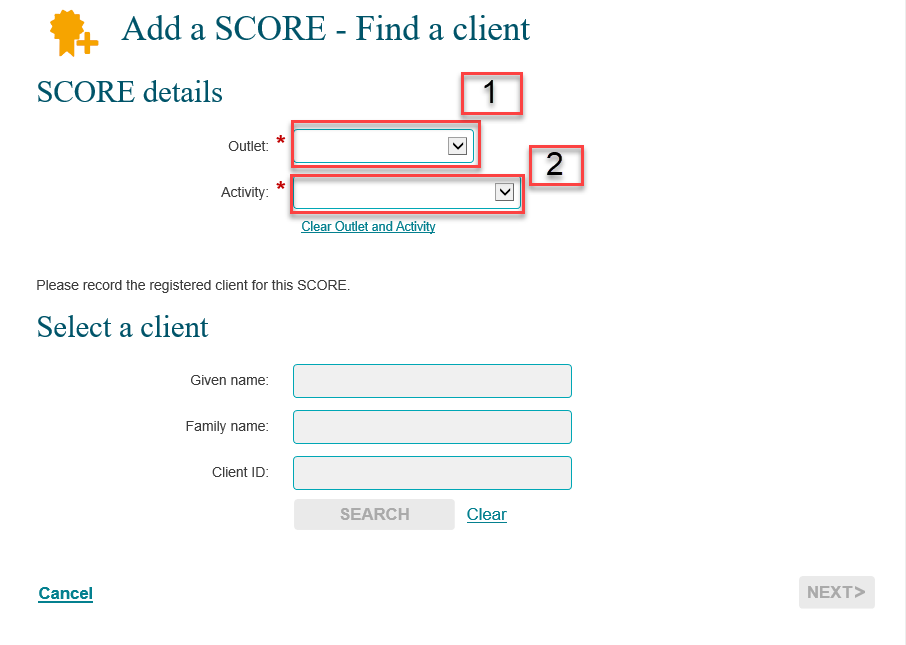 Add a SCORE - Find a client
SCORE details
1
Outlet: *
2
Activity: *
Clear Outlet and Activity
Please record the registered client for this SCORE.
Select a client
Given name:
Family name:
Client ID:
SEARCH Clear
Cancel NEXT>